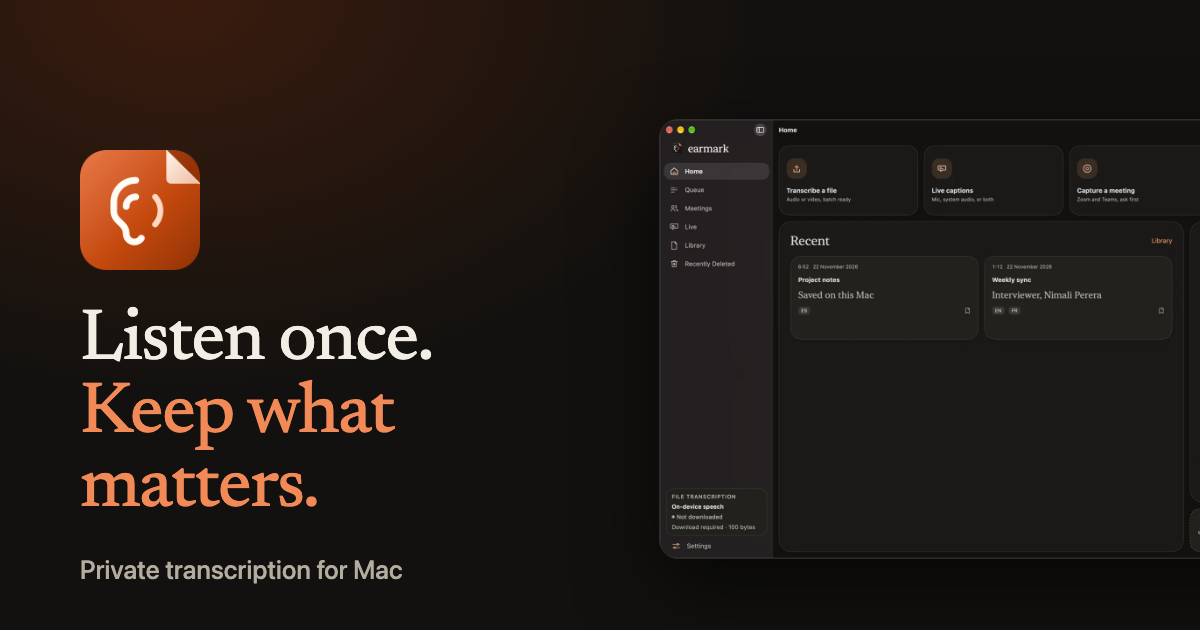 Listen once.
Keep what
matters.
Private transcription for Mac
earmark
Home
Queue
Meetings
Live
Library
Recently Deleted
FILE TRANSCRIPTION
On-device speech
Not downloaded
Download required · 100 bytes
Settings
Home
Transcribe a file
Audio or video, batch ready
Live captions
Mic, system audio, or both
Capture a meeting
Zoom and Teams, ask first
Recent
Library
22 November 2026
Project notes
Saved on this Mac
ES
1:12 22 November 2026
Weekly sync
Interviewer, Nimali Perera
EN FR